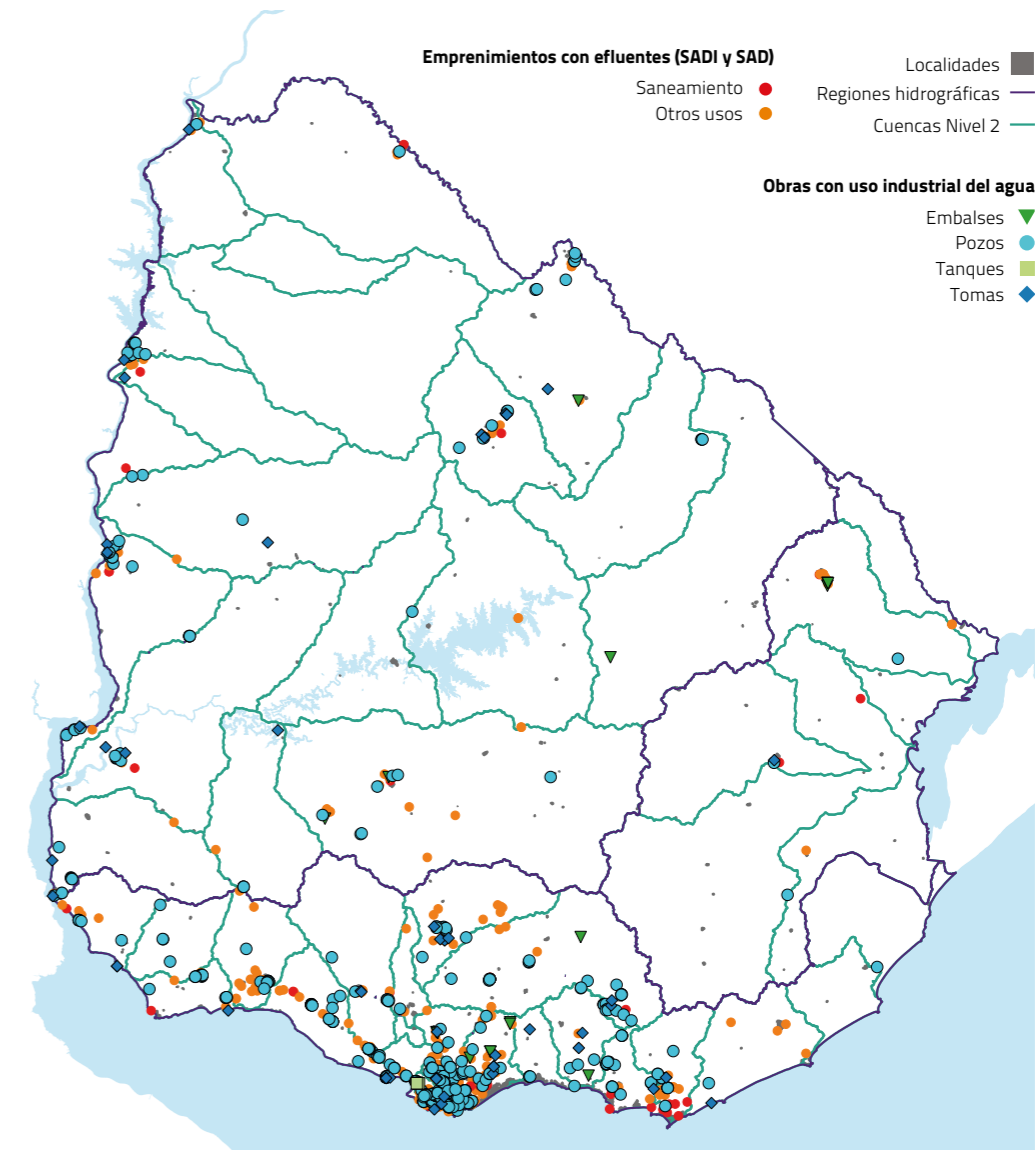 Emprenimientos con efluentes (SADI y SAD)
Saneamiento
Otros usos
Localidades
Regiones hidrográficas
Cuencas Nivel 2
Obras con uso industrial del agua
Embalses
Pozos
Tanques
Tomas